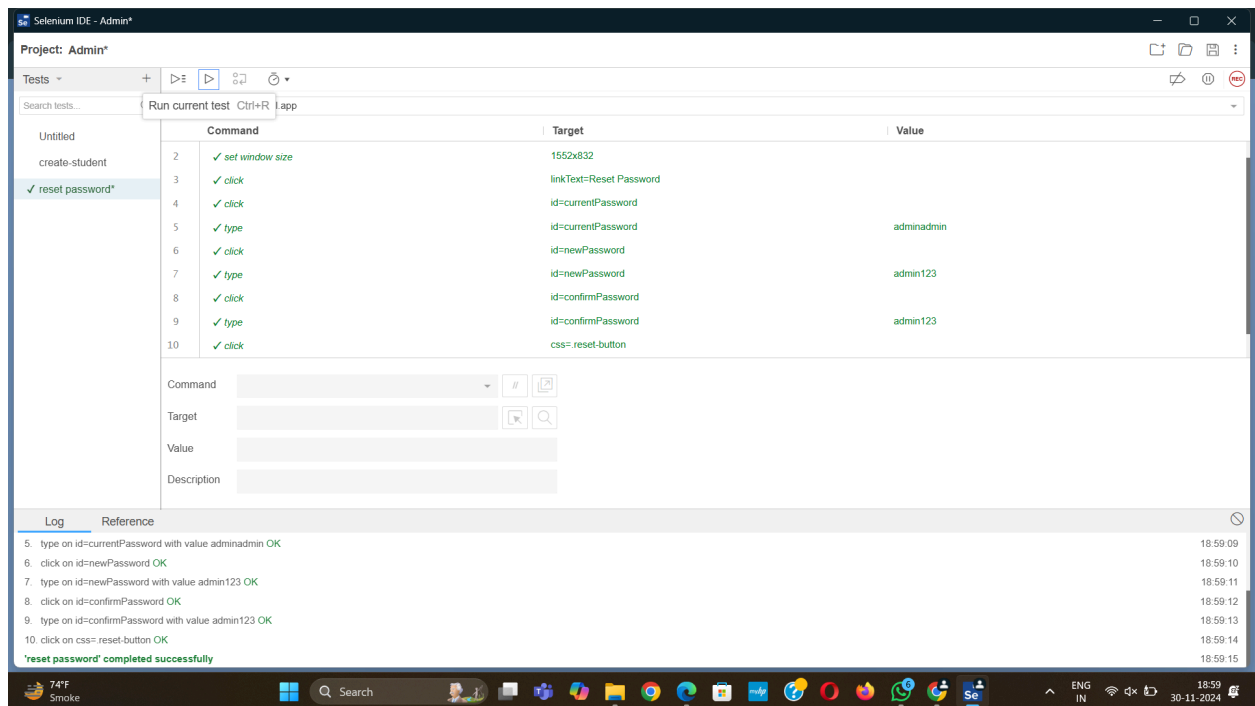 Selenium IDE - Admin*
Project: Admin*
Tests
Search tests...
Run current test Ctrl+R
l.app
Untitled
create-student
✓ reset password*
Command Target Value
2 ✓ set window size 1552x832
3 ✓ click linkText=Reset Password
4 ✓ click id=currentPassword
5 ✓ type id=currentPassword adminadmin
6 ✓ click id=newPassword
7 ✓ type id=newPassword admin123
8 ✓ click id=confirmPassword
9 ✓ type id=confirmPassword admin123
10 ✓ click css=.reset-button
Command //
Target
Value
Description
Log Reference
5. type on id=currentPassword with value adminadmin OK 18:59:09
6. click on id=newPassword OK 18:59:10
7. type on id=newPassword with value admin123 OK 18:59:11
8. click on id=confirmPassword OK 18:59:12
9. type on id=confirmPassword with value admin123 OK 18:59:13
10. click on css=.reset-button OK 18:59:14
'reset password' completed successfully 18:59:15
74°F
Smoke
Search
6
Se
ENG
IN
18:59
30-11-2024
REC